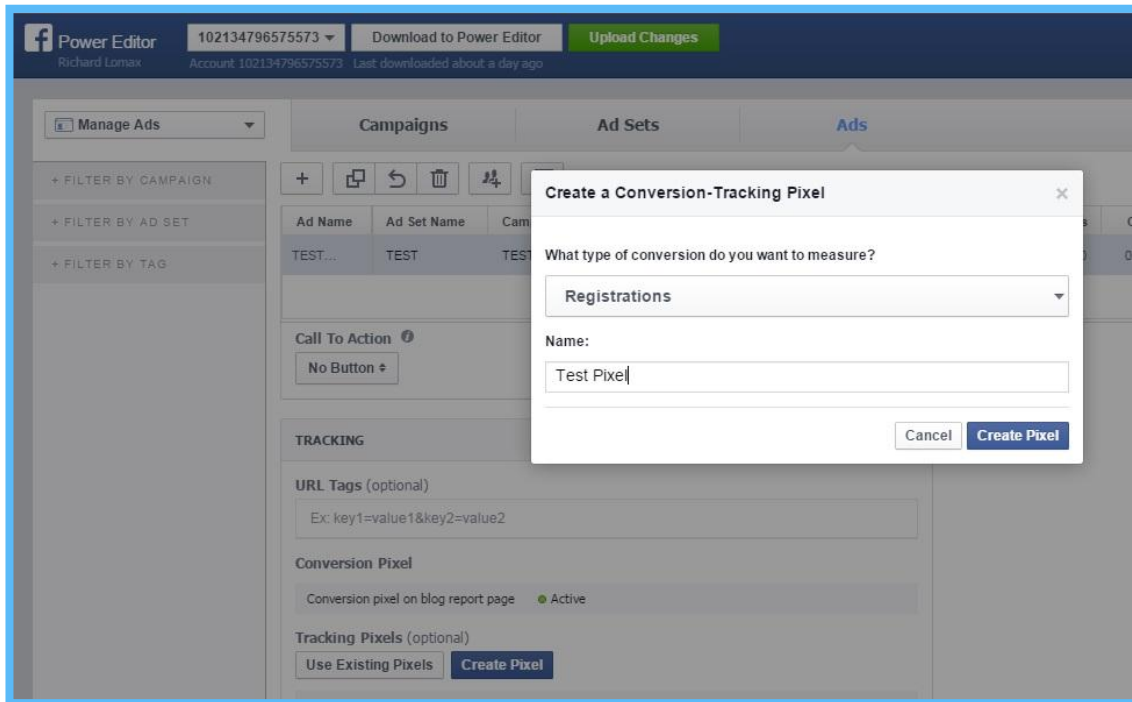 Power Editor
102134796575573
Download to Power Editor
Upload Changes
Richard Lomax
Account 102134796575573 Last downloaded about a day ago
Manage Ads
Campaigns
Ad Sets
Ads
+ FILTER BY CAMPAIGN
+ FILTER BY AD SET
+ FILTER BY TAG
Ad Name
Ad Set Name
TEST...
TEST
TEST
Call To Action
No Button
TRACKING
URL Tags (optional)
Ex: key1=value1&key2=value2
Conversion Pixel
Conversion pixel on blog report page Active
Tracking Pixels (optional)
Use Existing Pixels
Create Pixel
Create a Conversion-Tracking Pixel
What type of conversion do you want to measure?
Registrations
Name:
Test Pixel
Cancel
Create Pixel